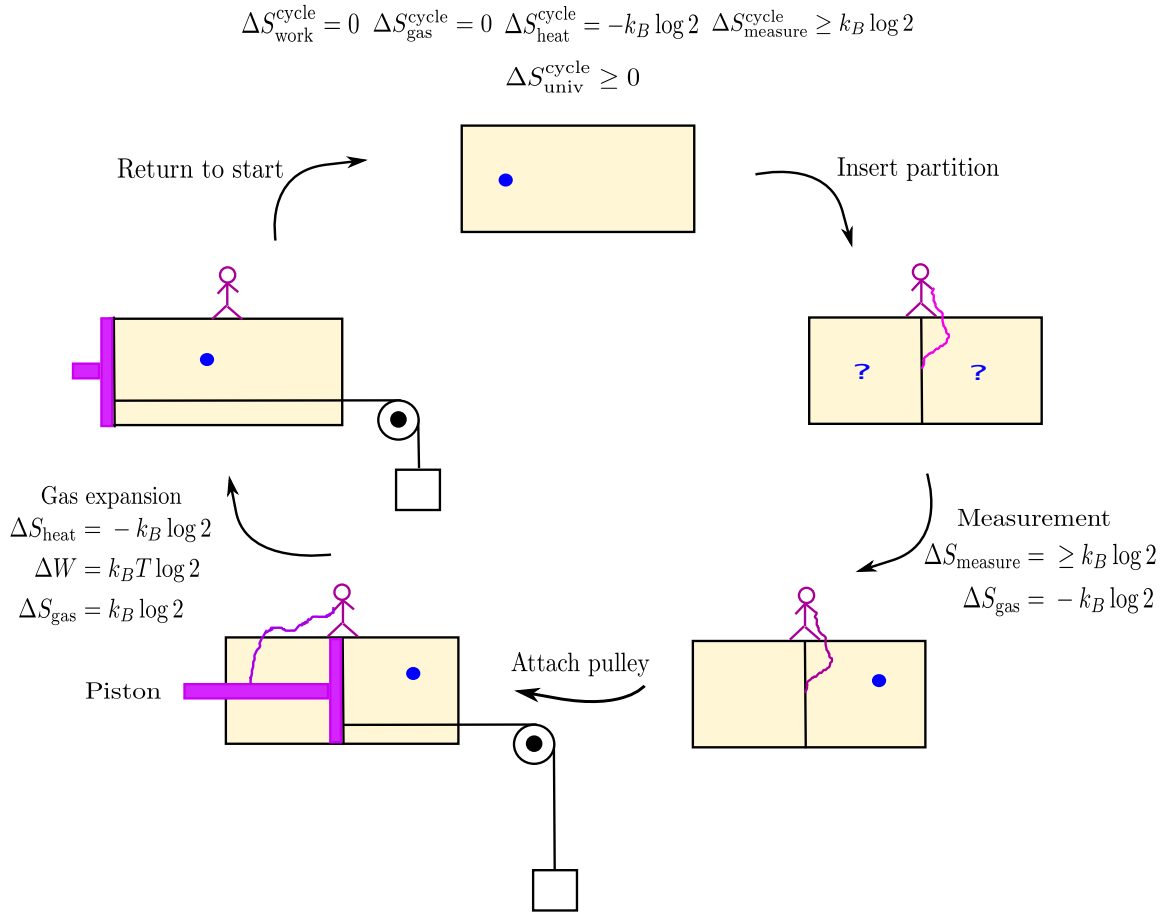 ΔS_work^cycle = 0 ΔS_gas^cycle = 0 ΔS_heat^cycle = −k_B log 2 ΔS_measure^cycle ≥ k_B log 2
ΔS_univ^cycle ≥ 0
Return to start
Insert partition
? ?
Gas expansion
ΔS_heat = − k_B log 2
ΔW = k_B T log 2
ΔS_gas = k_B log 2
Measurement
ΔS_measure = ≥ k_B log 2
ΔS_gas = − k_B log 2
Attach pulley
Piston